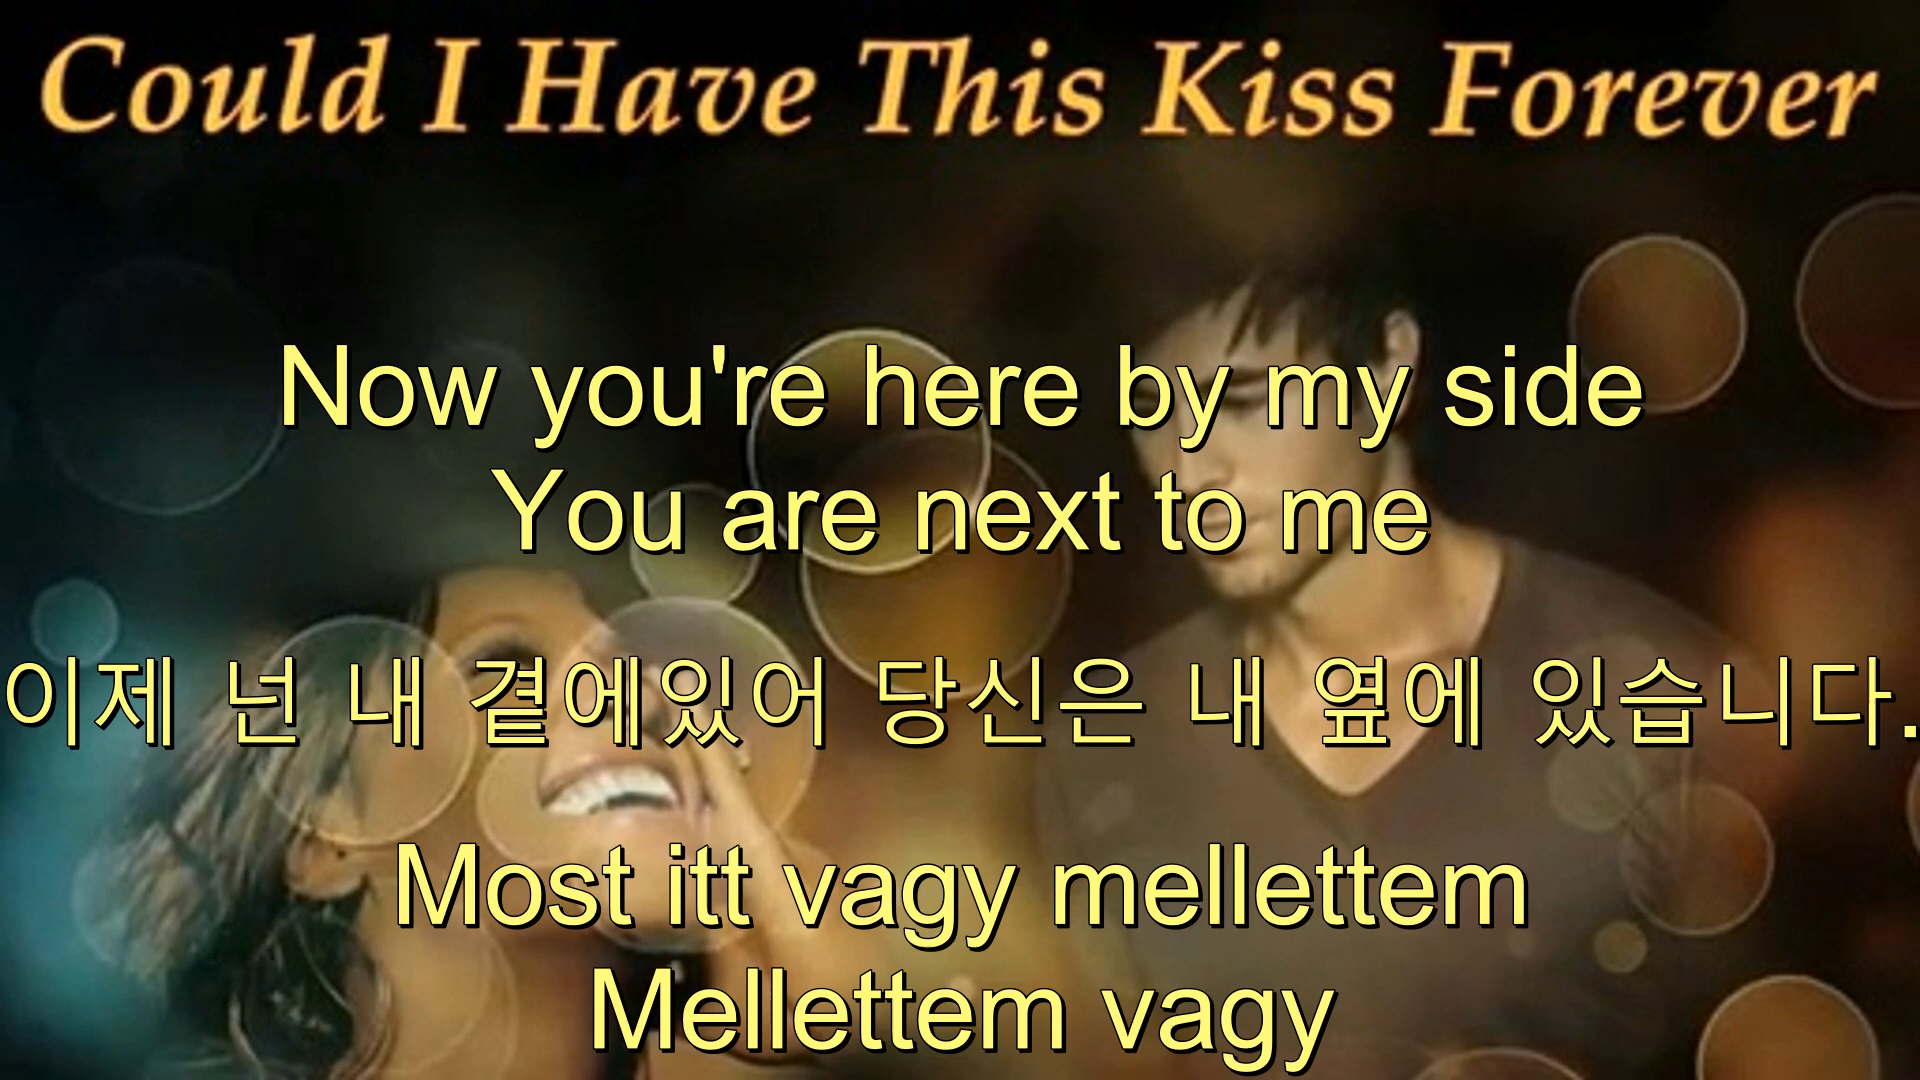 Could I Have This Kiss Forever
Now you're here by my side
You are next to me
이제 넌 내 곁에있어 당신은 내 옆에 있습니다.
Most itt vagy mellettem
Mellettem vagy